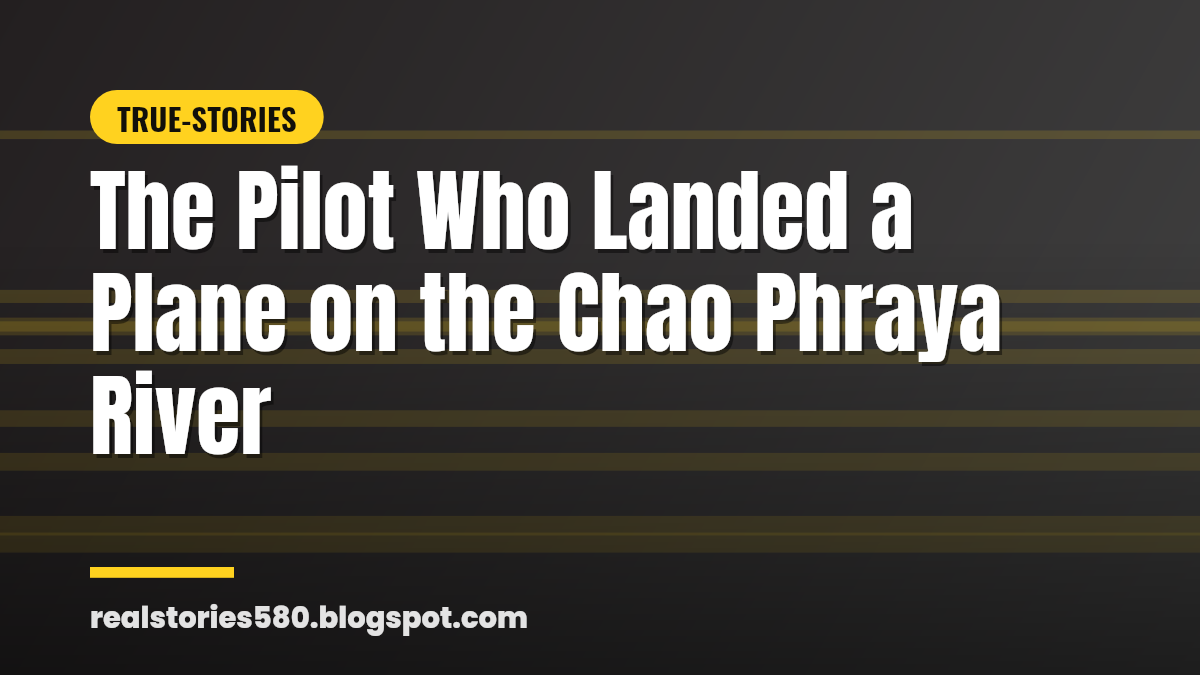 TRUE-STORIES
The Pilot Who Landed a
Plane on the Chao Phraya
River
realstories580.blogspot.com